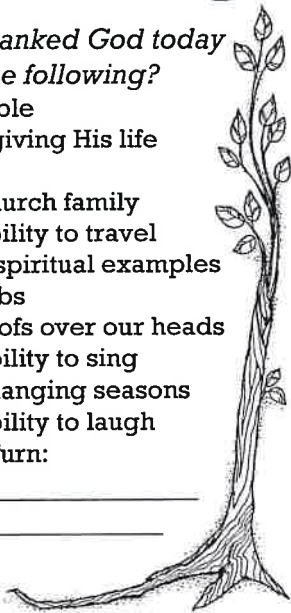 anked God today
e following?
ble
giving His life
urch family
bility to travel
spiritual examples
bs
ofs over our heads
bility to sing
anging seasons
bility to laugh
urn: